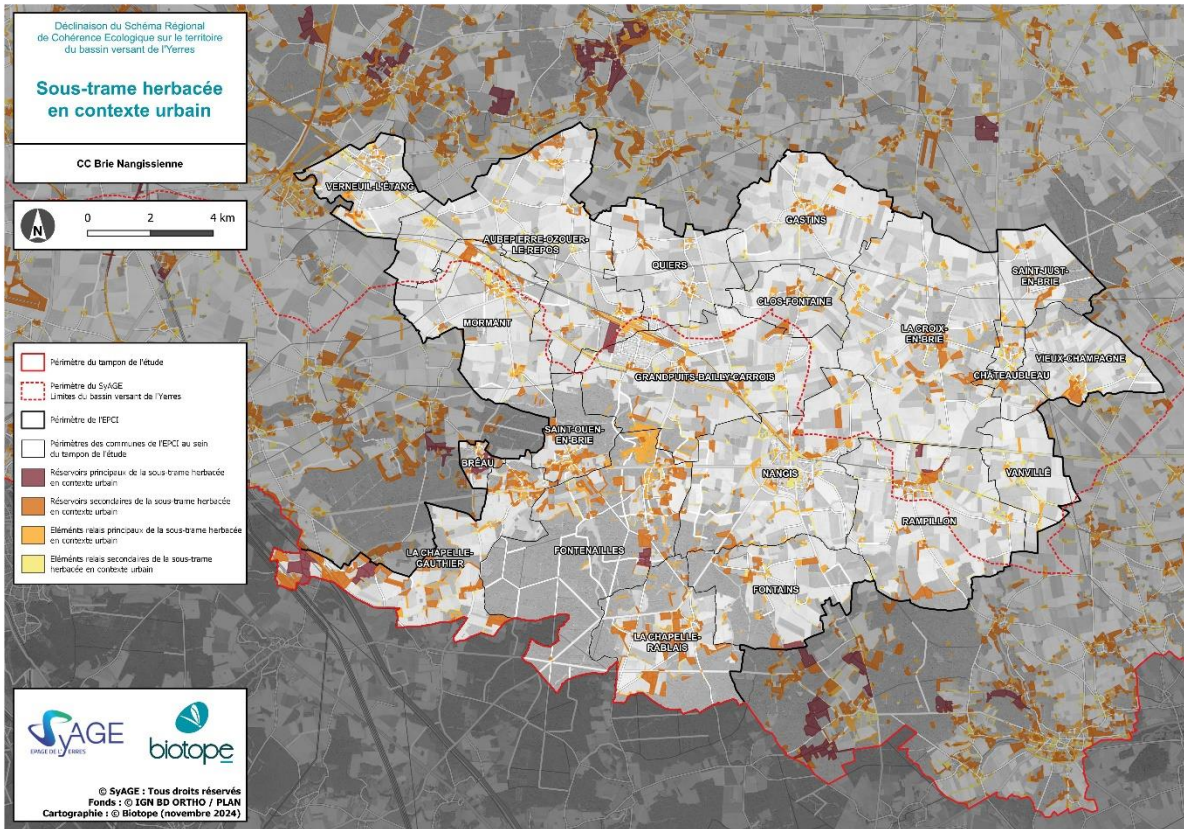 Déclinaison du Schéma Régional
de Cohérence Ecologique sur le territoire
du bassin versant de l'Yerres
Sous-trame herbacée
en contexte urbain
CC Brie Nangissienne
N
0 2 4 km
Périmètre du tampon de l'étude
Périmètre du SyAGE
Limites du bassin versant de l'Yerres
Périmètre de l'EPCI
Périmètres des communes de l'EPCI au sein
du tampon de l'étude
Réservoirs principaux de la sous-trame herbacée
en contexte urbain
Réservoirs secondaires de la sous-trame herbacée
en contexte urbain
Eléments relais principaux de la sous-trame herbacée
en contexte urbain
Eléments relais secondaires de la sous-trame
herbacée en contexte urbain
VERNEUIL-L'ÉTANG
AUBEPIERRE-OZOUER-
LE-REPOS
GASTINS
QUIERS
SAINT-JUST-
EN-BRIE
CLOS-FONTAINE
MORMANT
LA CROIX-
EN-BRIE
VIEUX-CHAMPAGNE
CHÂTEAUBLEAU
GRANDPUITS-BAILLY-CARROIS
SAINT-OUEN-
EN-BRIE
BRÉAU
NANGIS
VANVILLÉ
RAMPILLON
LA CHAPELLE-
GAUTHIER
FONTENAILLES
FONTAINS
LA CHAPELLE-
RABLAIS
SyAGE
EPAGE DE L'YERRES
biotope
© SyAGE : Tous droits réservés
Fonds : © IGN BD ORTHO / PLAN
Cartographie : © Biotope (novembre 2024)